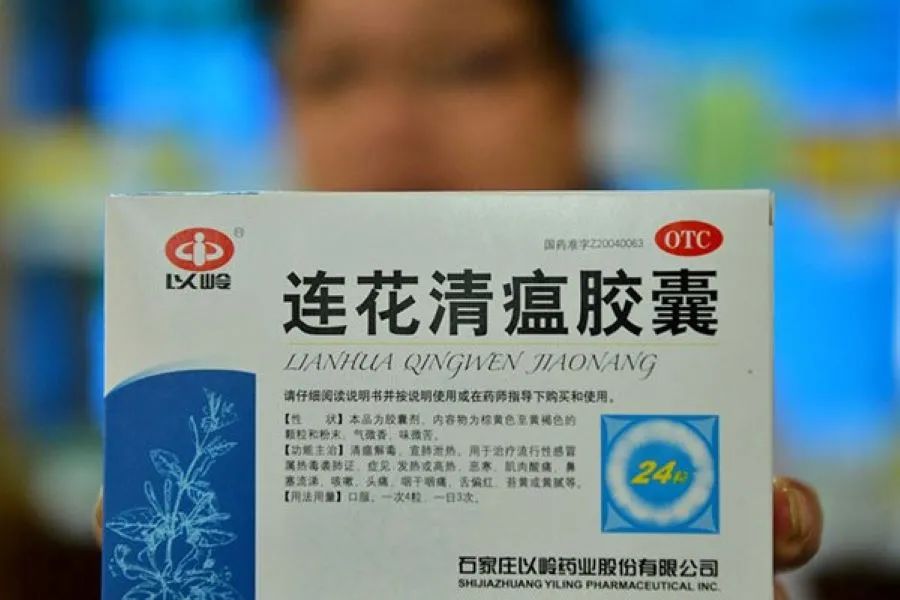 以岭
®
国药准字Z20040063
OTC
连花清瘟胶囊
LIANHUA QINGWEN JIAONANG
请仔细阅读说明书并按说明使用或在药师指导下购买和使用。
【性 状】本品为胶囊剂,内容物为棕黄色至黄褐色的
颗粒和粉末,气微香,味微苦。
【功能主治】清瘟解毒,宣肺泄热。用于治疗流行性感冒
属热毒袭肺证,症见:发热或高热,恶寒,肌肉酸痛,鼻
塞流涕,咳嗽,头痛,咽干咽痛,舌偏红,苔黄或黄腻等。
【用法用量】口服。一次4粒,一日3次。
24粒
石家庄以岭药业股份有限公司
SHIJIAZHUANG YILING PHARMACEUTICAL INC.